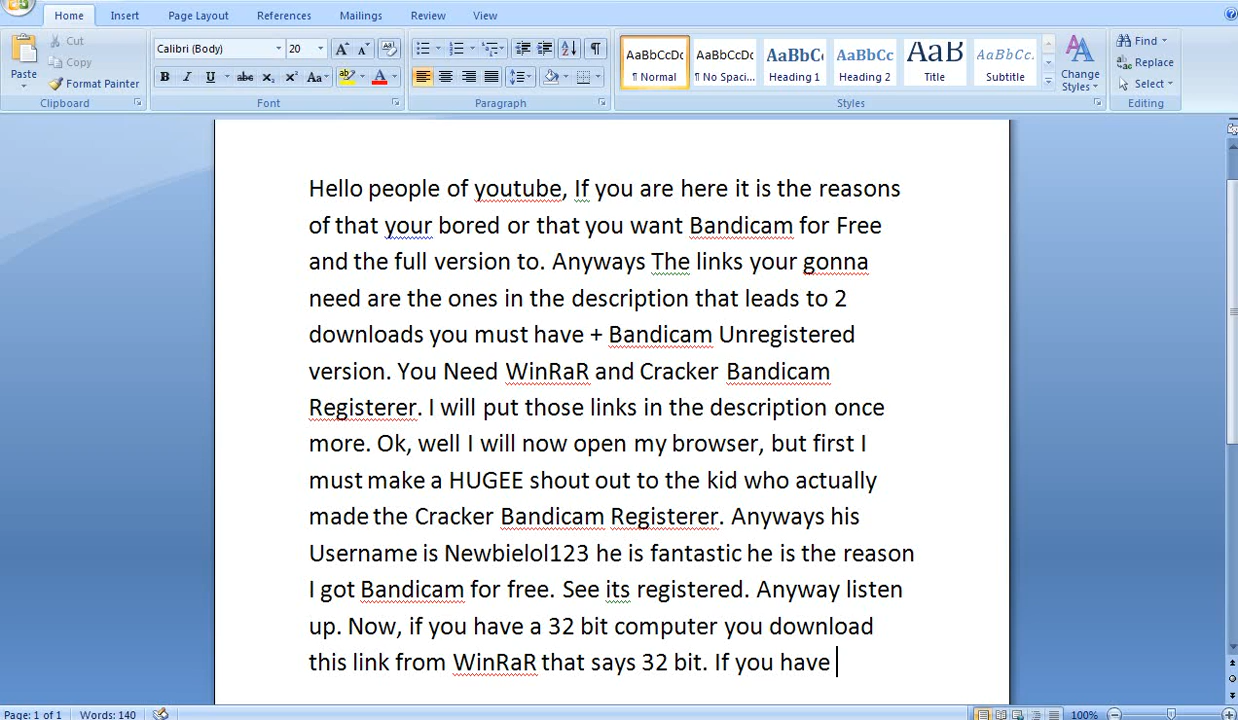 Home Insert Page Layout References Mailings Review View
Cut
Calibri (Body) 20
AaBbCcDc AaBbCcDc AaBbCc AaBbCc AaB AaBbCc.
Find
Copy
Replace
Paste
Format Painter
B I U abc x₂ x² Aa ab A
¶ Normal ¶ No Spaci... Heading 1 Heading 2 Title Subtitle
Change Styles
Select
Clipboard Font Paragraph Styles Editing
Hello people of youtube, If you are here it is the reasons
of that your bored or that you want Bandicam for Free
and the full version to. Anyways The links your gonna
need are the ones in the description that leads to 2
downloads you must have + Bandicam Unregistered
version. You Need WinRaR and Cracker Bandicam
Registerer. I will put those links in the description once
more. Ok, well I will now open my browser, but first I
must make a HUGEE shout out to the kid who actually
made the Cracker Bandicam Registerer. Anyways his
Username is Newbielol123 he is fantastic he is the reason
I got Bandicam for free. See its registered. Anyway listen
up. Now, if you have a 32 bit computer you download
this link from WinRaR that says 32 bit. If you have
Page: 1 of 1 Words: 140 100%